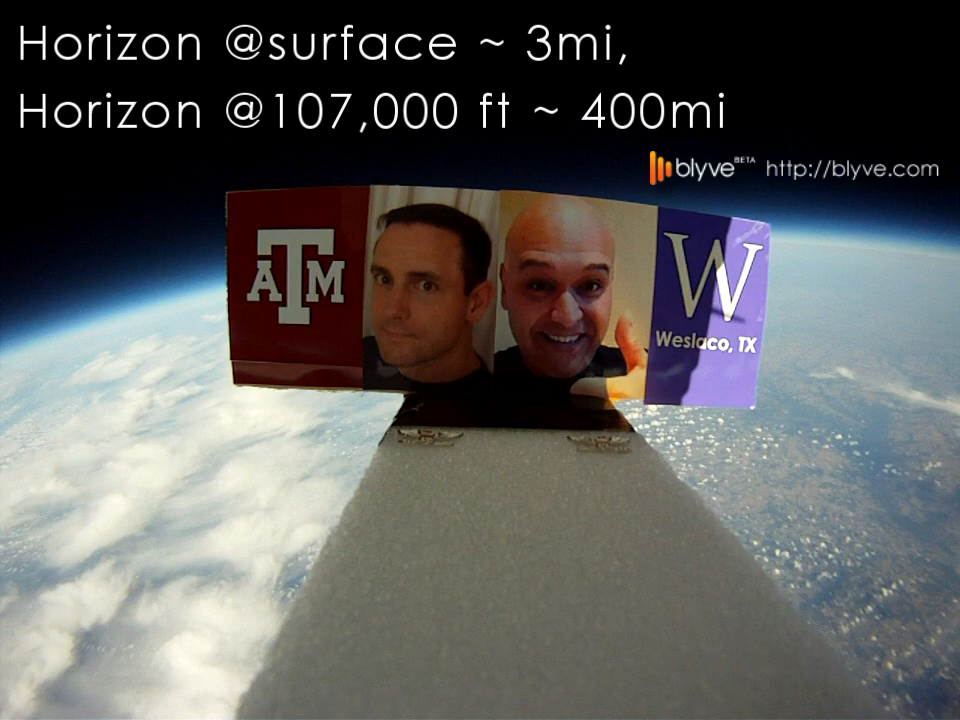 Horizon @surface ~ 3mi,
Horizon @107,000 ft ~ 400mi
blyve BETA http://blyve.com
ATM
W
Weslaco, TX